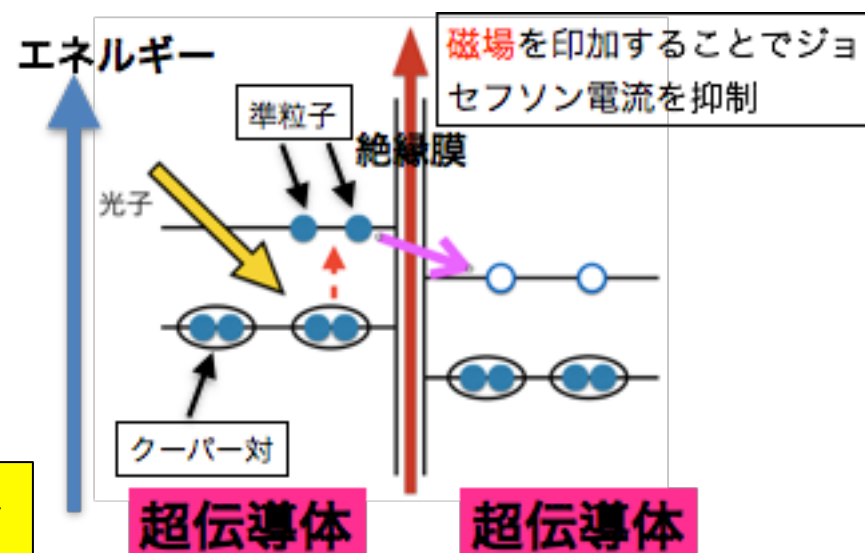 エネルギー
磁場を印加することでジョ
セフソン電流を抑制
準粒子
絶縁膜
光子
クーパー対
超伝導体
超伝導体